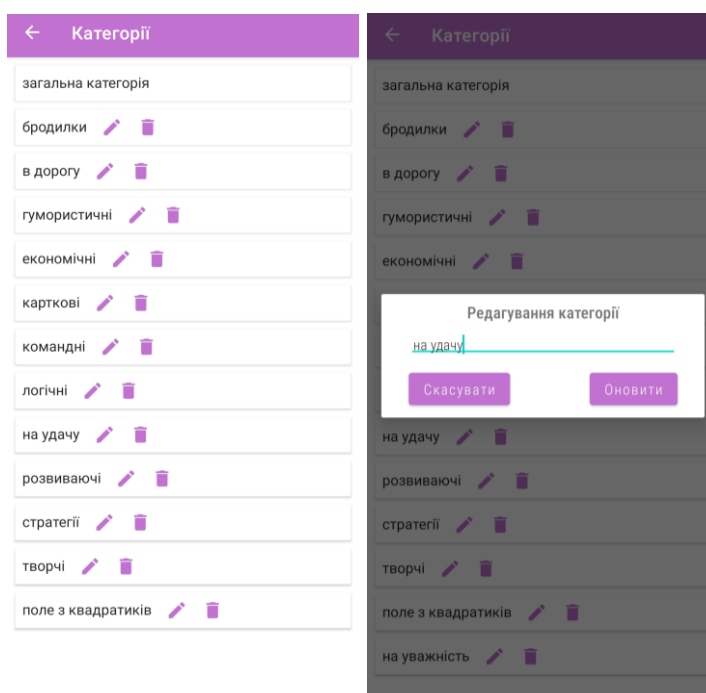 Категорії
загальна категорія
бродилки
в дорогу
гумористичні
економічні
карткові
командні
логічні
на удачу
розвиваючі
стратегії
творчі
поле з квадратиків
Категорії
загальна категорія
бродилки
в дорогу
гумористичні
економічні
Редагування категорії
на удачу
Скасувати
Оновити
на удачу
розвиваючі
стратегії
творчі
поле з квадратиків
на уважність